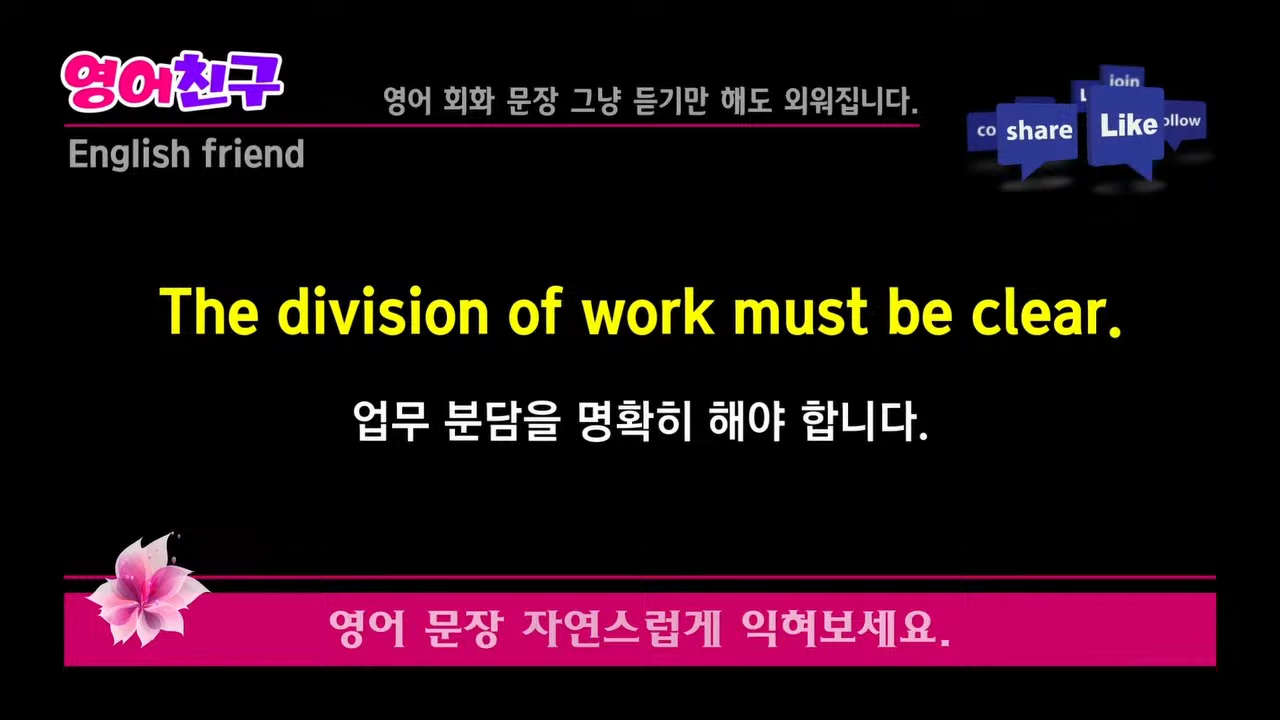 영어친구
영어 회화 문장 그냥 듣기만 해도 외워집니다.
English friend
join
share
Like
The division of work must be clear.
업무 분담을 명확히 해야 합니다.
영어 문장 자연스럽게 익혀보세요.